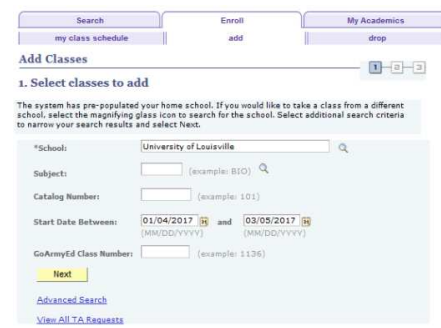 Search Enroll My Academics
my class schedule add drop
Add Classes
1 2 3
1. Select classes to add
The system has pre-populated your home school. If you would like to take a class from a different
school, select the magnifying glass icon to search for the school. Select additional search criteria
to narrow your search results and select Next.
*School: University of Louisville
Subject: (example: BIO)
Catalog Number: (example: 101)
Start Date Between: 01/04/2017 and 03/05/2017
(MM/DD/YYYY) (MM/DD/YYYY)
GoArmyEd Class Number: (example: 1136)
Next
Advanced Search
View All TA Requests